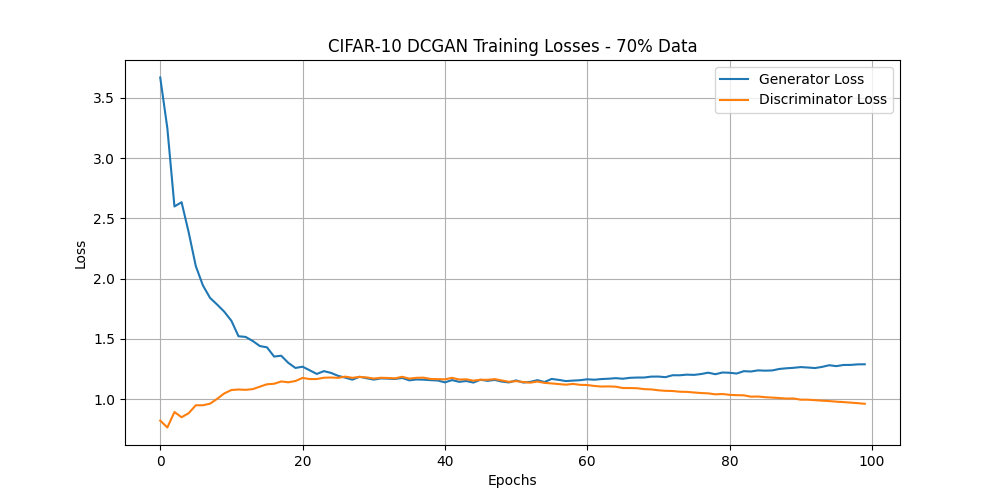 CIFAR-10 DCGAN Training Losses - 70% Data
Generator Loss
Discriminator Loss
Loss
3.5
3.0
2.5
2.0
1.5
1.0
0
20
40
60
80
100
Epochs